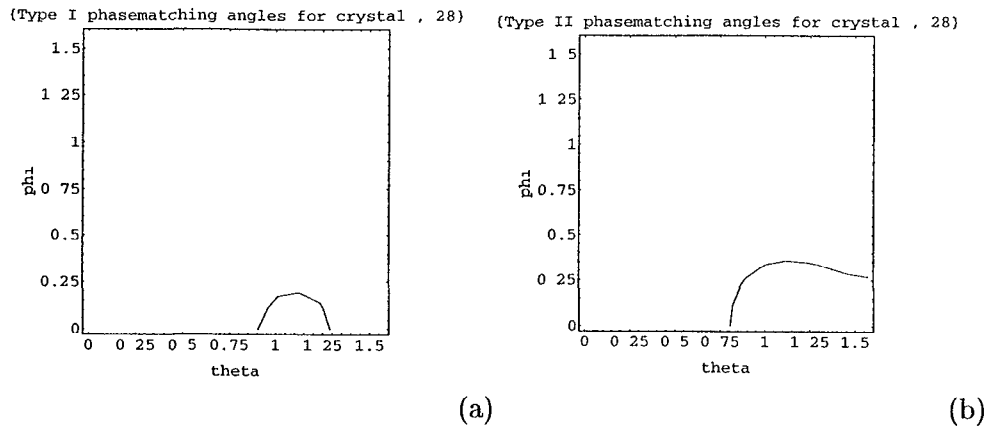 {Type I phasematching angles for crystal , 28}
1 5
1 25
1
phi
0 75
0.5
0.25
0
0 0 25 0 5 0.75 1 1 25 1.5
theta
(a)
{Type II phasematching angles for crystal , 28}
1 5
1 25
1
phi
0.75
0 5
0 25
0
0 0 25 0 5 0 75 1 1 25 1.5
theta
(b)